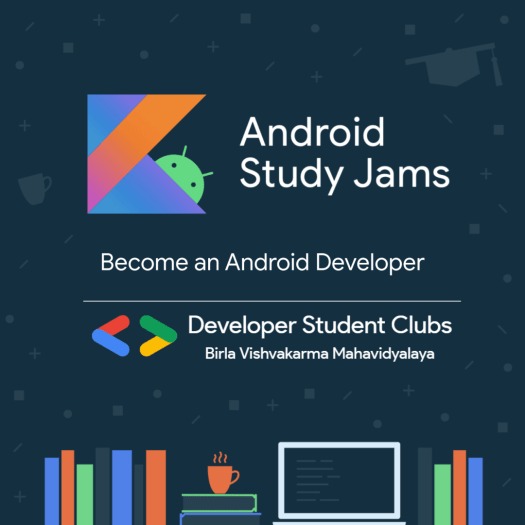 Android
Study Jams
Become an Android Developer
Developer Student Clubs
Birla Vishvakarma Mahavidyalaya